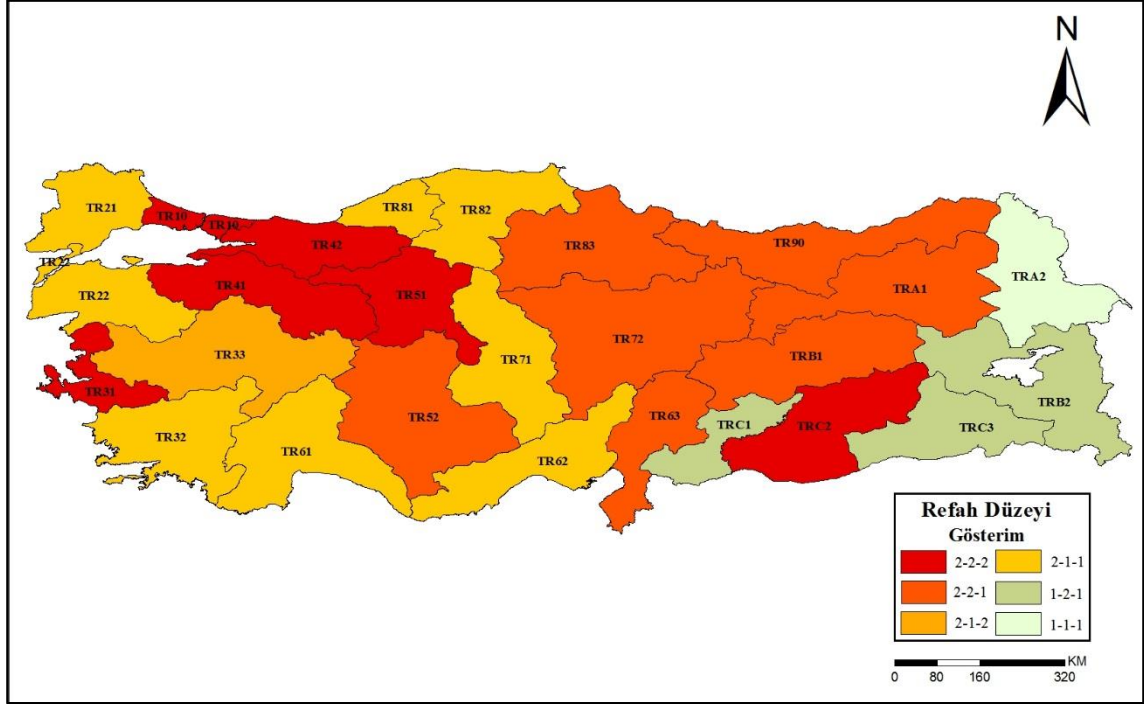 N
TR21
TR10
TR10
TR81
TR82
TR42
TR83
TR90
TR22
TR41
TR51
TRA1
TRA2
TR22
TR33
TR72
TR71
TRB1
TR31
TR52
TR63
TRB2
TRC1
TRC2
TRC3
TR32
TR61
TR62
Refah Düzeyi
Gösterim
2-2-2 2-1-1
2-2-1 1-2-1
2-1-2 1-1-1
KM
0 80 160 320